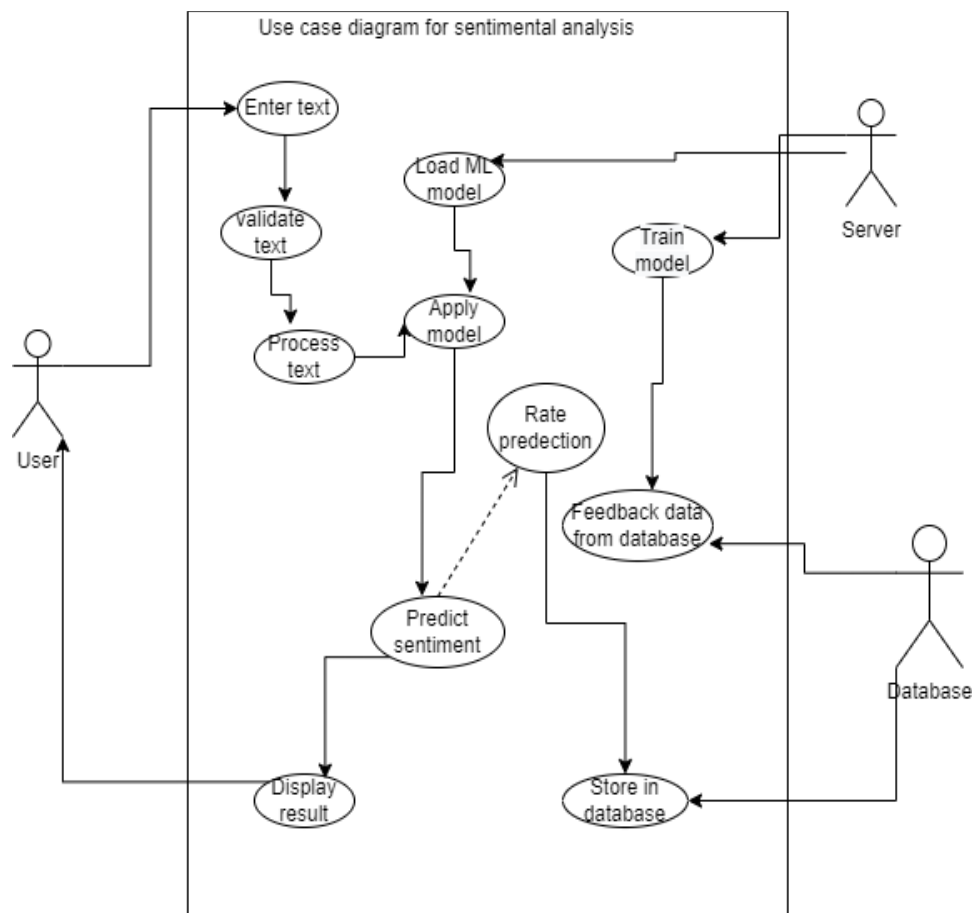 Use case diagram for sentimental analysis
Enter text
Load ML
model
Server
validate
text
Train
model
Apply
model
Process
text
Rate
predection
User
Feedback data
from database
Predict
sentiment
Database
Display
result
Store in
database